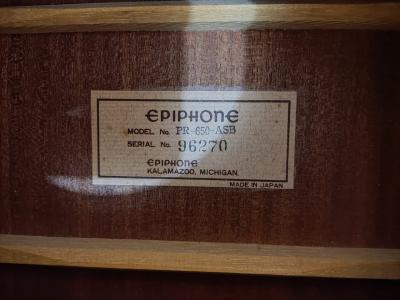 EPIPHONE
MODEL No. PR-650-ASB
SERIAL No. 96270
EPIPHONE
KALAMAZOO, MICHIGAN.
MADE IN JAPAN